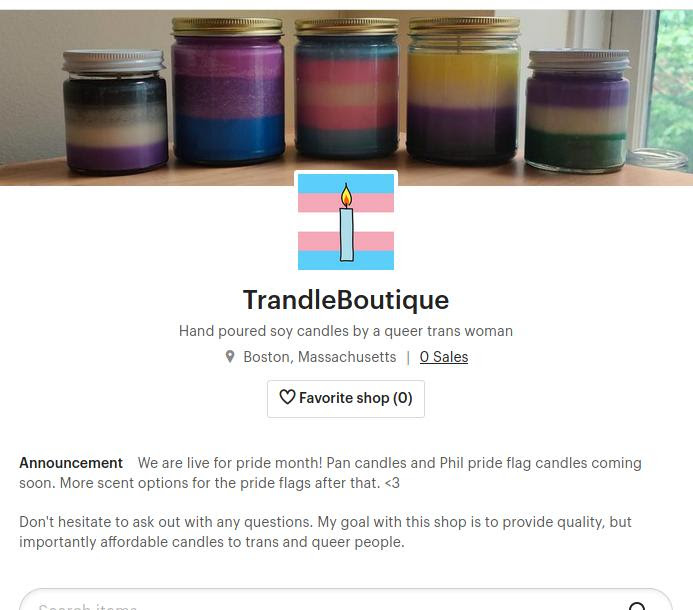 TrandleBoutique
Hand poured soy candles by a queer trans woman
Boston, Massachusetts | 0 Sales
Favorite shop (0)
Announcement We are live for pride month! Pan candles and Phil pride flag candles coming
soon. More scent options for the pride flags after that. <3
Don't hesitate to ask out with any questions. My goal with this shop is to provide quality, but
importantly affordable candles to trans and queer people.
Search items